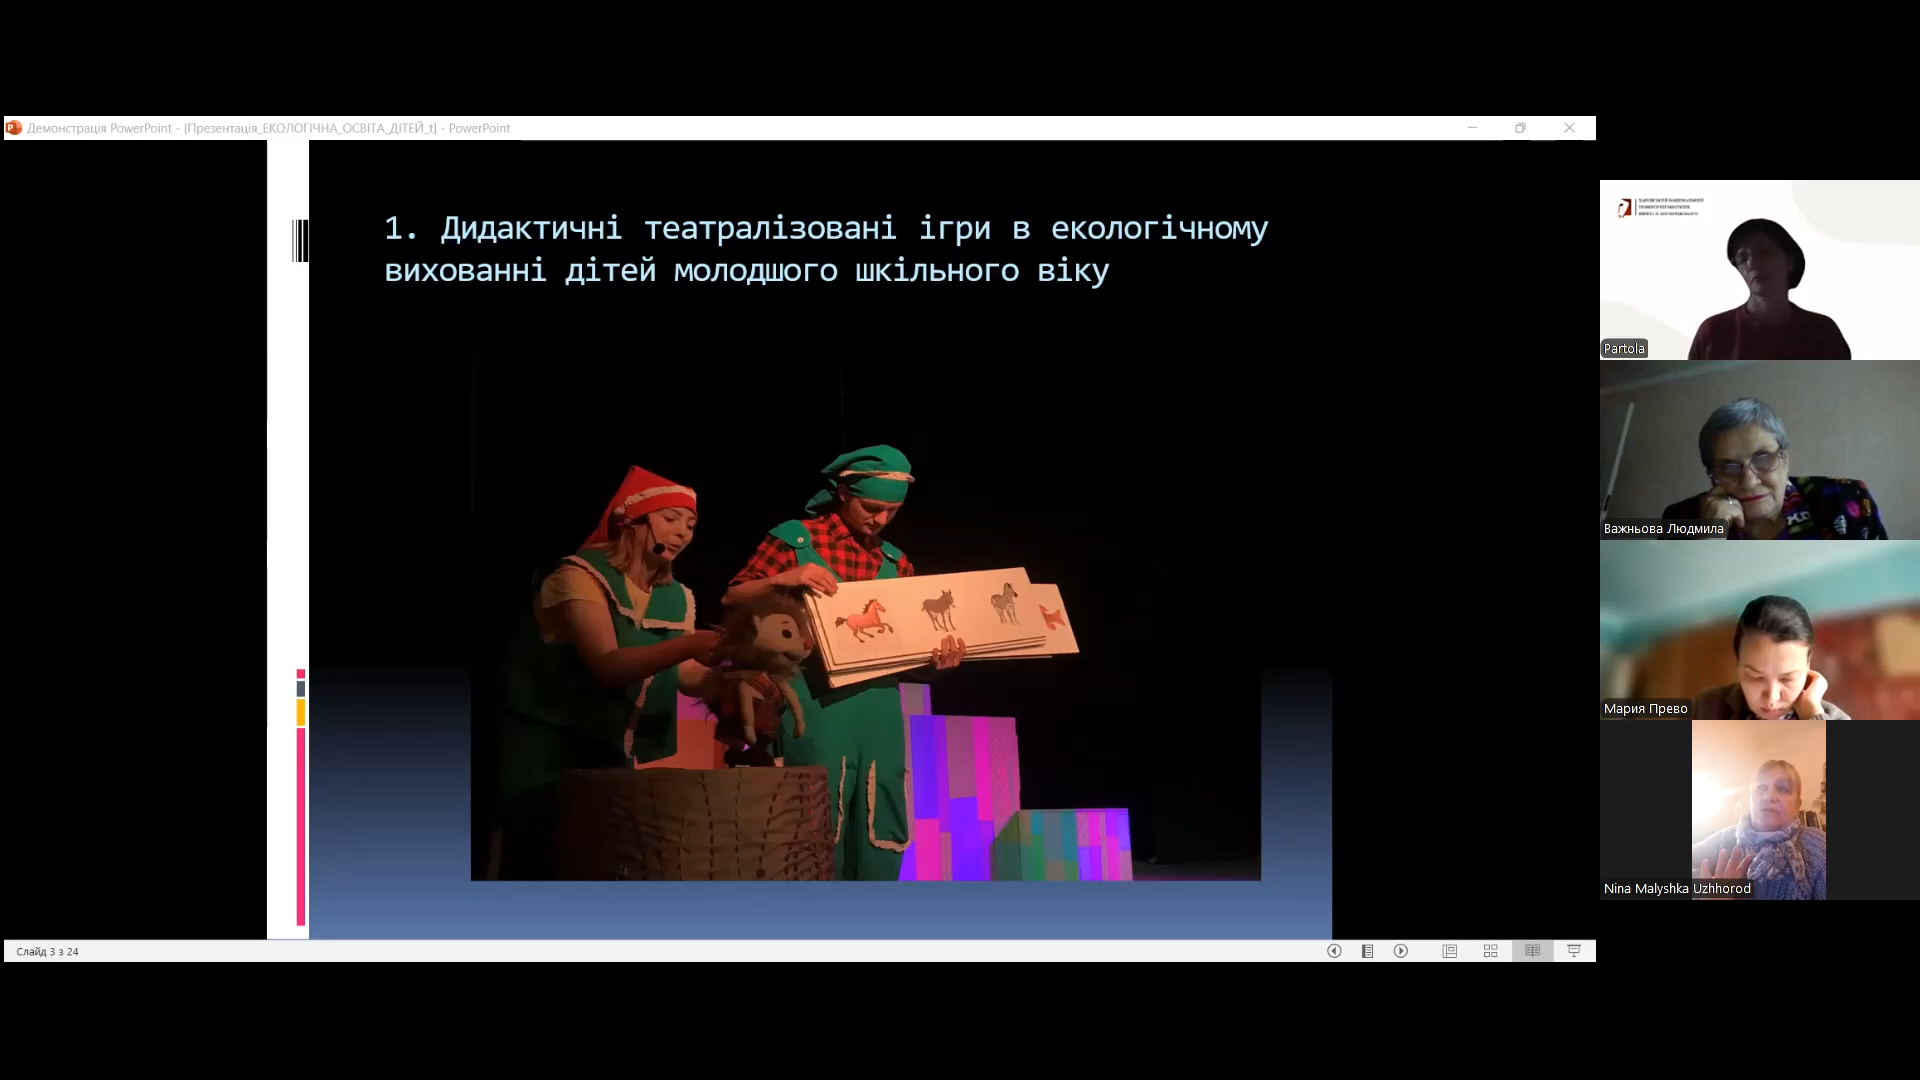 Демонстрація PowerPoint - [Презентація_ЕКОЛОГІЧНА_ОСВІТА_ДІТЕЙ_t] - PowerPoint
1. Дидактичні театралізовані ігри в екологічному
вихованні дітей молодшого шкільного віку
Partola
Важньова Людмила
Мария Прево
Nina Malyshka Uzhhorod
Слайд 3 з 24